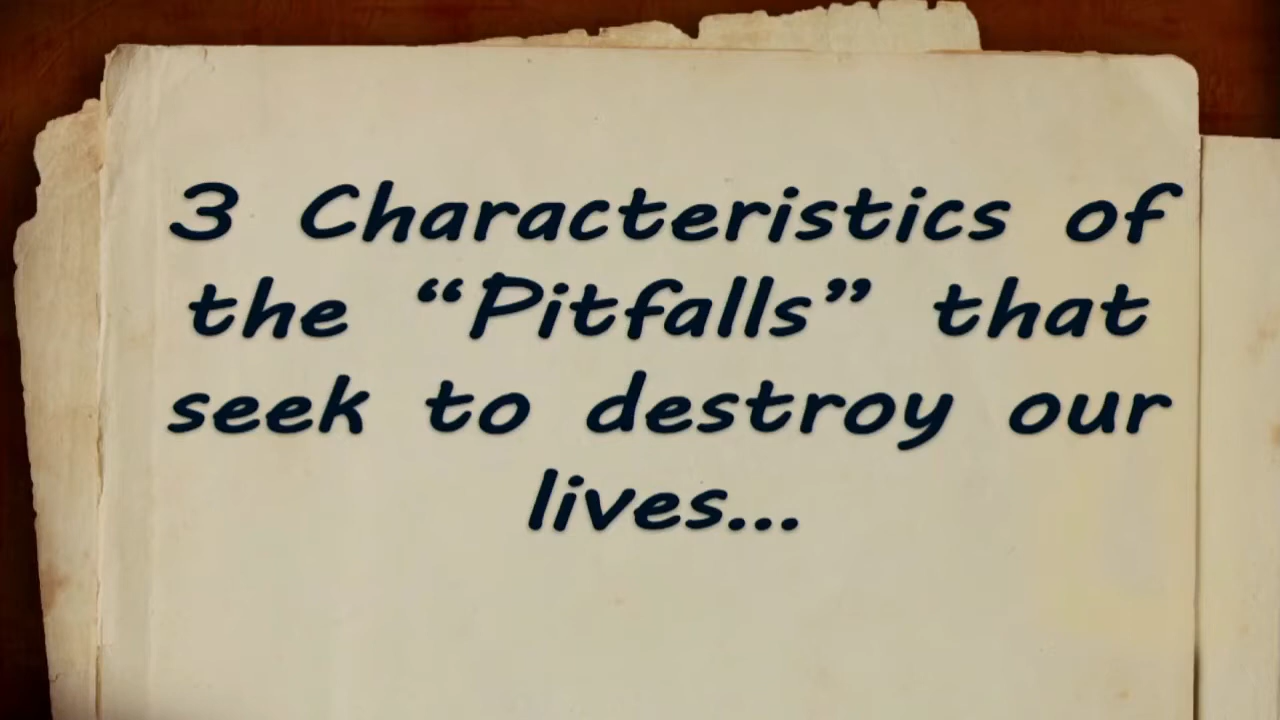 3 Characteristics of
the “Pitfalls” that
seek to destroy our
lives...